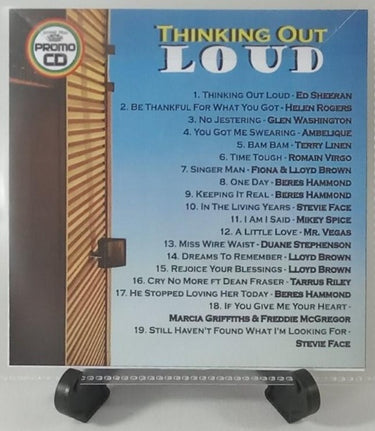 PROMO
CD
THINKING OUT
LOUD
1. THINKING OUT LOUD - ED SHEERAN
2. BE THANKFUL FOR WHAT YOU GOT - HELEN ROGERS
3. NO JESTERING - GLEN WASHINGTON
4. YOU GOT ME SWEARING - AMBELIQUE
5. BAM BAM - TERRY LINEN
6. TIME TOUGH - ROMAIN VIRGO
7. SINGER MAN - FIONA & LLOYD BROWN
8. ONE DAY - BERES HAMMOND
9. KEEPING IT REAL - BERES HAMMOND
10. IN THE LIVING YEARS - STEVIE FACE
11. I AM I SAID - MIKEY SPICE
12. A LITTLE LOVE - MR. VEGAS
13. MISS WIRE WAIST - DUANE STEPHENSON
14. DREAMS TO REMEMBER - LLOYD BROWN
15. REJOICE YOUR BLESSINGS - LLOYD BROWN
16. CRY NO MORE FT DEAN FRASER - TARRUS RILEY
17. HE STOPPED LOVING HER TODAY - BERES HAMMOND
18. IF YOU GIVE ME YOUR HEART -
MARCIA GRIFFITHS & FREDDIE MCGREGOR
19. STILL HAVEN'T FOUND WHAT I'M LOOKING FOR -
STEVIE FACE